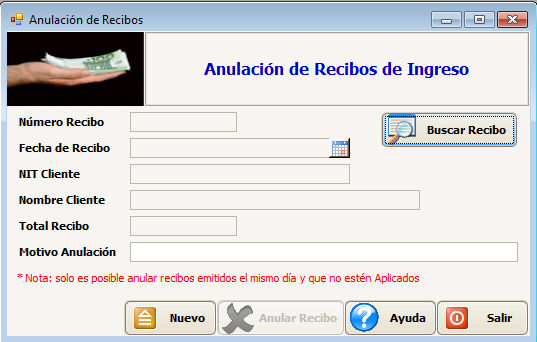 Anulación de Recibos
Anulación de Recibos de Ingreso
Número Recibo
Buscar Recibo
Fecha de Recibo
NIT Cliente
Nombre Cliente
Total Recibo
Motivo Anulación
* Nota: solo es posible anular recibos emitidos el mismo día y que no estén Aplicados
Nuevo
Anular Recibo
Ayuda
Salir